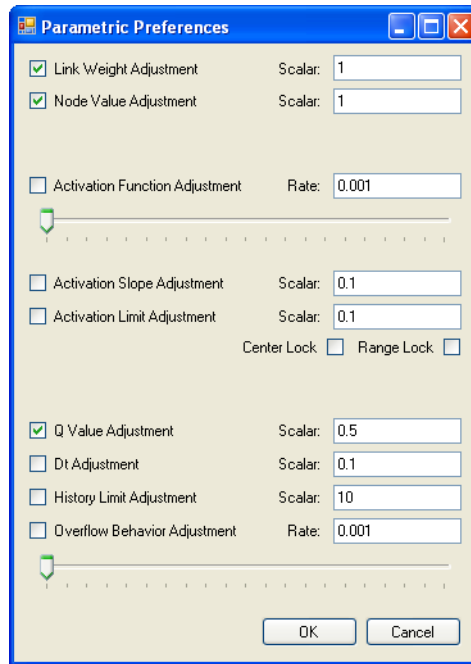 Parametric Preferences
Link Weight Adjustment Scalar: 1
Node Value Adjustment Scalar: 1
Activation Function Adjustment Rate: 0.001
Activation Slope Adjustment Scalar: 0.1
Activation Limit Adjustment Scalar: 0.1
Center Lock Range Lock
Q Value Adjustment Scalar: 0.5
Dt Adjustment Scalar: 0.1
History Limit Adjustment Scalar: 10
Overflow Behavior Adjustment Rate: 0.001
OK Cancel